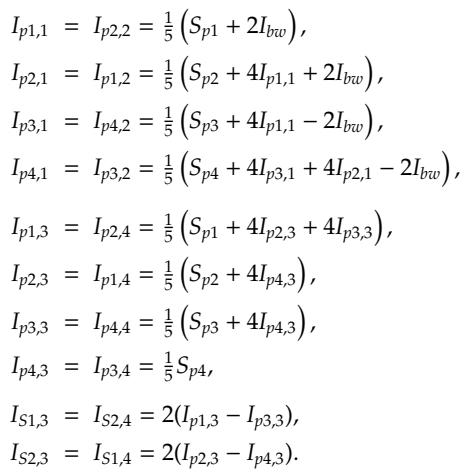 I_{p1,1} = I_{p2,2} = \frac{1}{5} \left( S_{p1} + 2I_{bw} \right),
I_{p2,1} = I_{p1,2} = \frac{1}{5} \left( S_{p2} + 4I_{p1,1} + 2I_{bw} \right),
I_{p3,1} = I_{p4,2} = \frac{1}{5} \left( S_{p3} + 4I_{p1,1} − 2I_{bw} \right),
I_{p4,1} = I_{p3,2} = \frac{1}{5} \left( S_{p4} + 4I_{p3,1} + 4I_{p2,1} − 2I_{bw} \right),
I_{p1,3} = I_{p2,4} = \frac{1}{5} \left( S_{p1} + 4I_{p2,3} + 4I_{p3,3} \right),
I_{p2,3} = I_{p1,4} = \frac{1}{5} \left( S_{p2} + 4I_{p4,3} \right),
I_{p3,3} = I_{p4,4} = \frac{1}{5} \left( S_{p3} + 4I_{p4,3} \right),
I_{p4,3} = I_{p3,4} = \frac{1}{5} S_{p4},
I_{S1,3} = I_{S2,4} = 2(I_{p1,3} − I_{p3,3}),
I_{S2,3} = I_{S1,4} = 2(I_{p2,3} − I_{p4,3}).